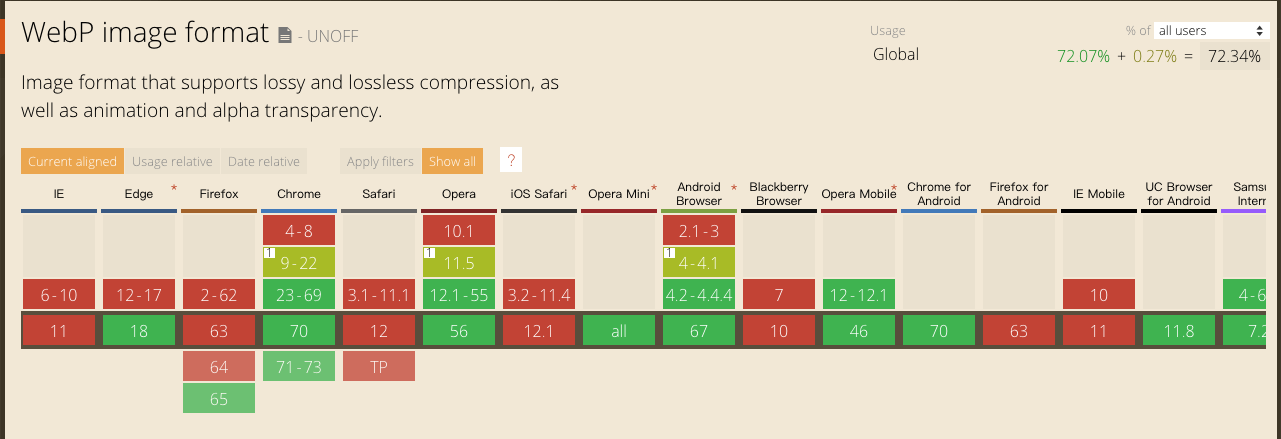 WebP image format - UNOFF
Usage % of all users
Global 72.07% + 0.27% = 72.34%
Image format that supports lossy and lossless compression, as
well as animation and alpha transparency.
Current aligned Usage relative Date relative Apply filters Show all ?
IE Edge * Firefox Chrome Safari Opera iOS Safari * Opera Mini * Android Browser * Blackberry Browser Opera Mobile * Chrome for Android Firefox for Android IE Mobile UC Browser for Android
4-8 10.1 2.1-3
1 9-22 1 11.5 1 4-4.1
6-10 12-17 2-62 23-69 3.1-11.1 12.1-55 3.2-11.4 4.2-4.4.4 7 12-12.1 10
11 18 63 70 12 56 12.1 all 67 10 46 70 63 11 11.8
64 71-73 TP
65